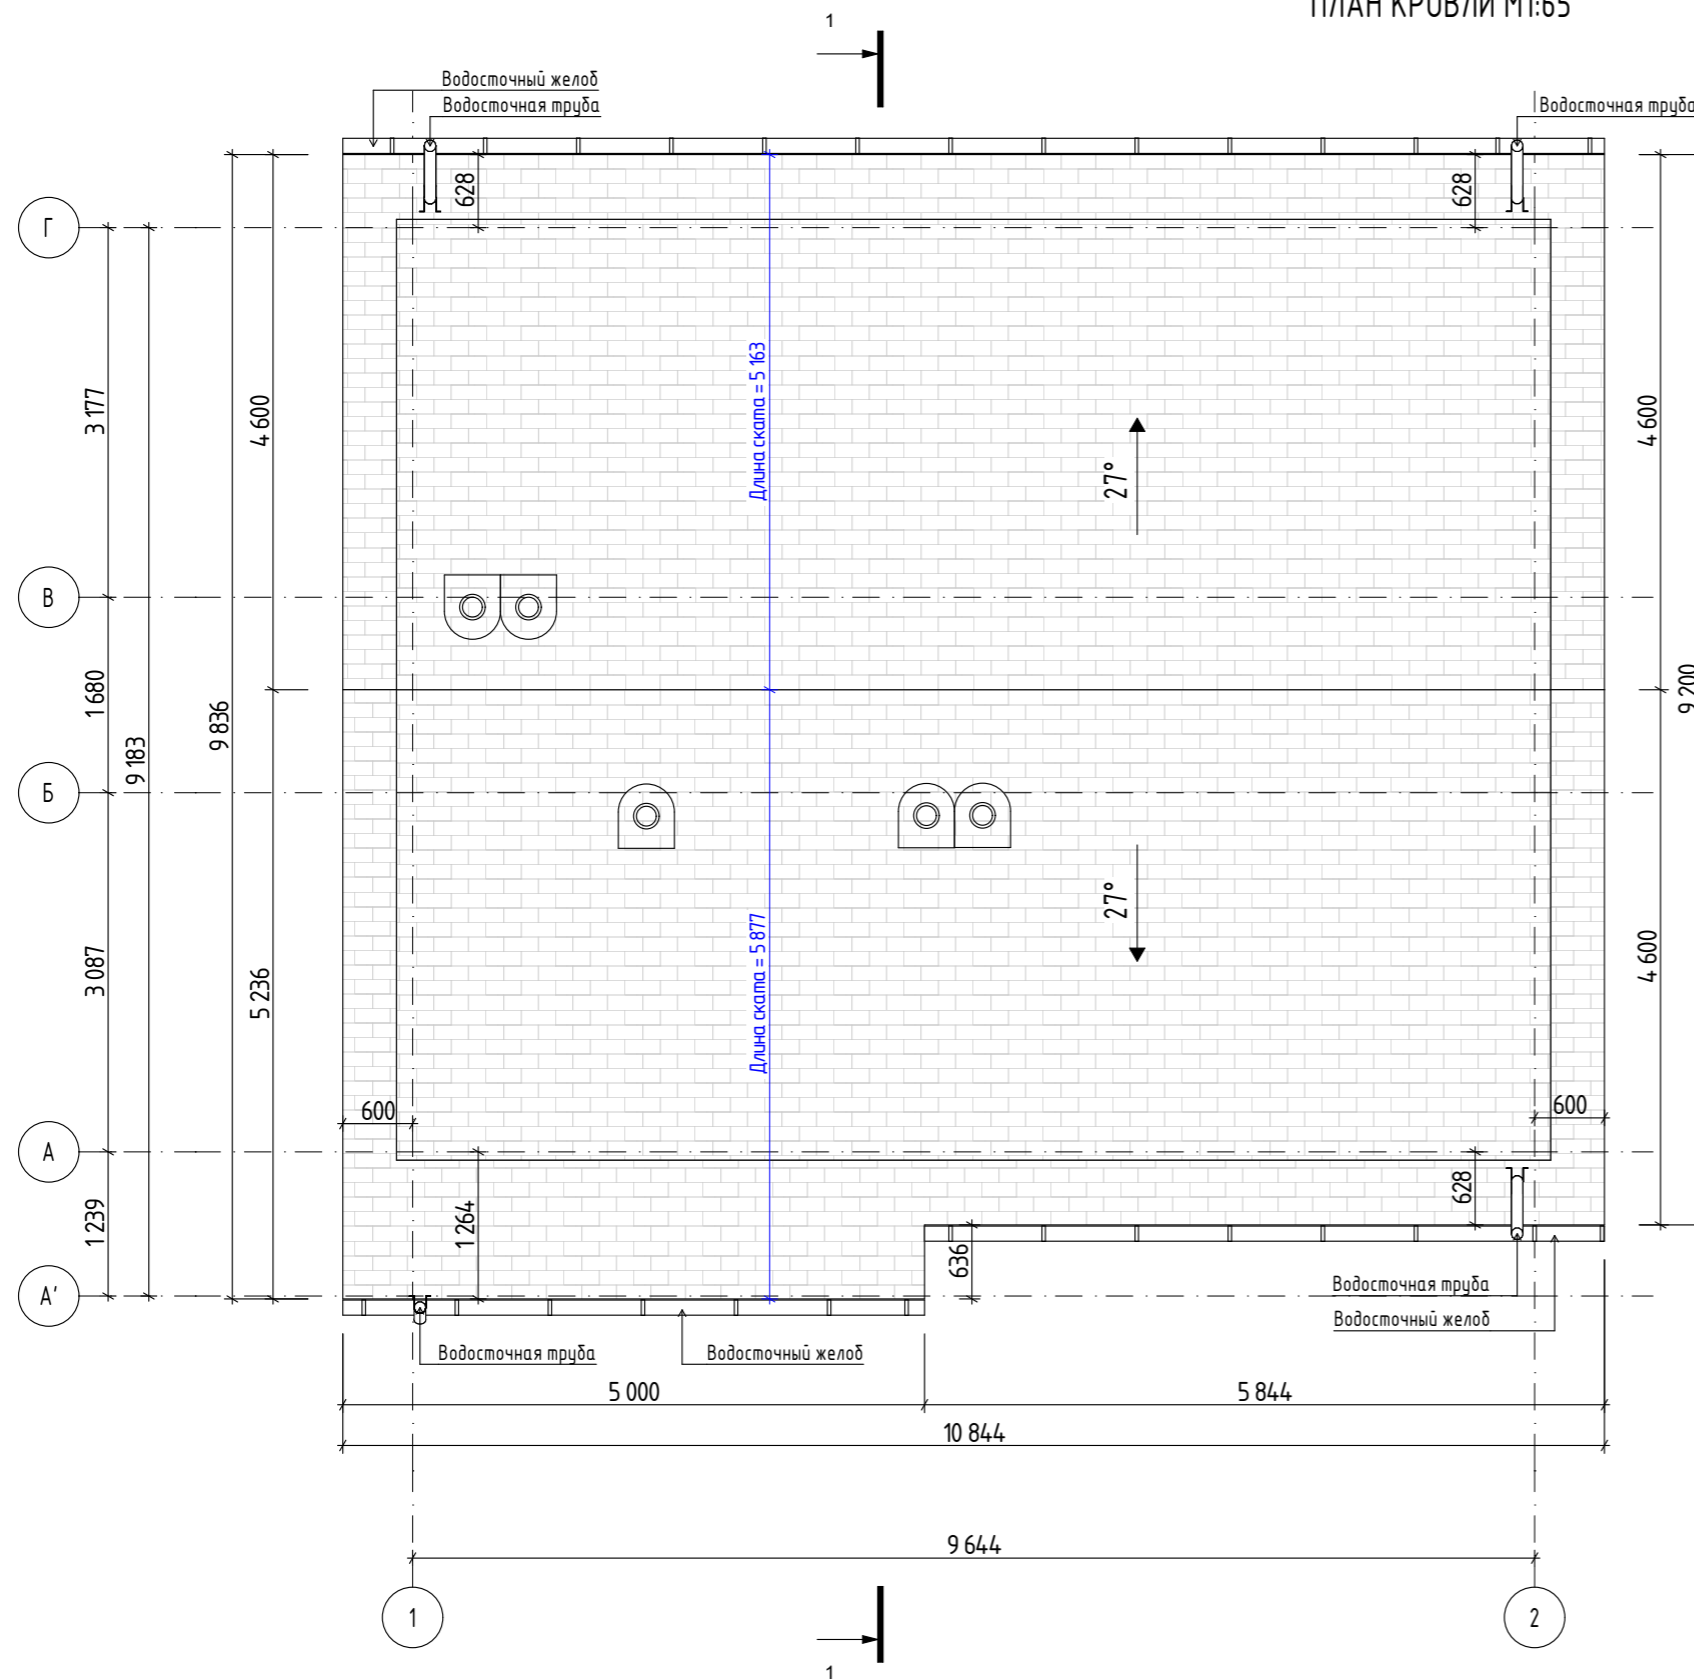 ПЛАН КРОВЛИ М1:65
1
Водосточный желоб
Водосточная труба
Водосточная труба
628
628
Г
3 177
4 600
Длина ската = 5 163
4 600
27°
В
1 680
9 836
9 183
9 200
Б
27°
3 087
5 236
Длина ската = 5 877
4 600
600
600
А
1 239
1 264
628
636
А'
Водосточная труба
Водосточный желоб
Водосточная труба
Водосточный желоб
5 000
5 844
10 844
9 644
1
2
1